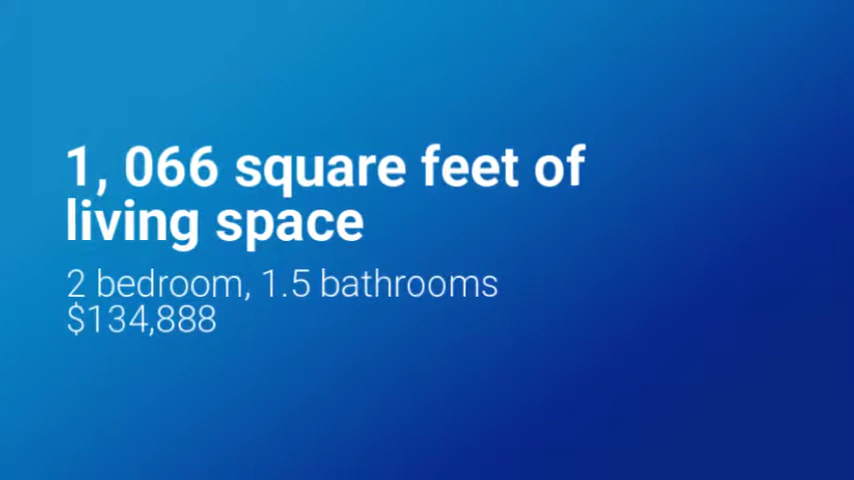 1, 066 square feet of
living space
2 bedroom, 1.5 bathrooms
$134,888